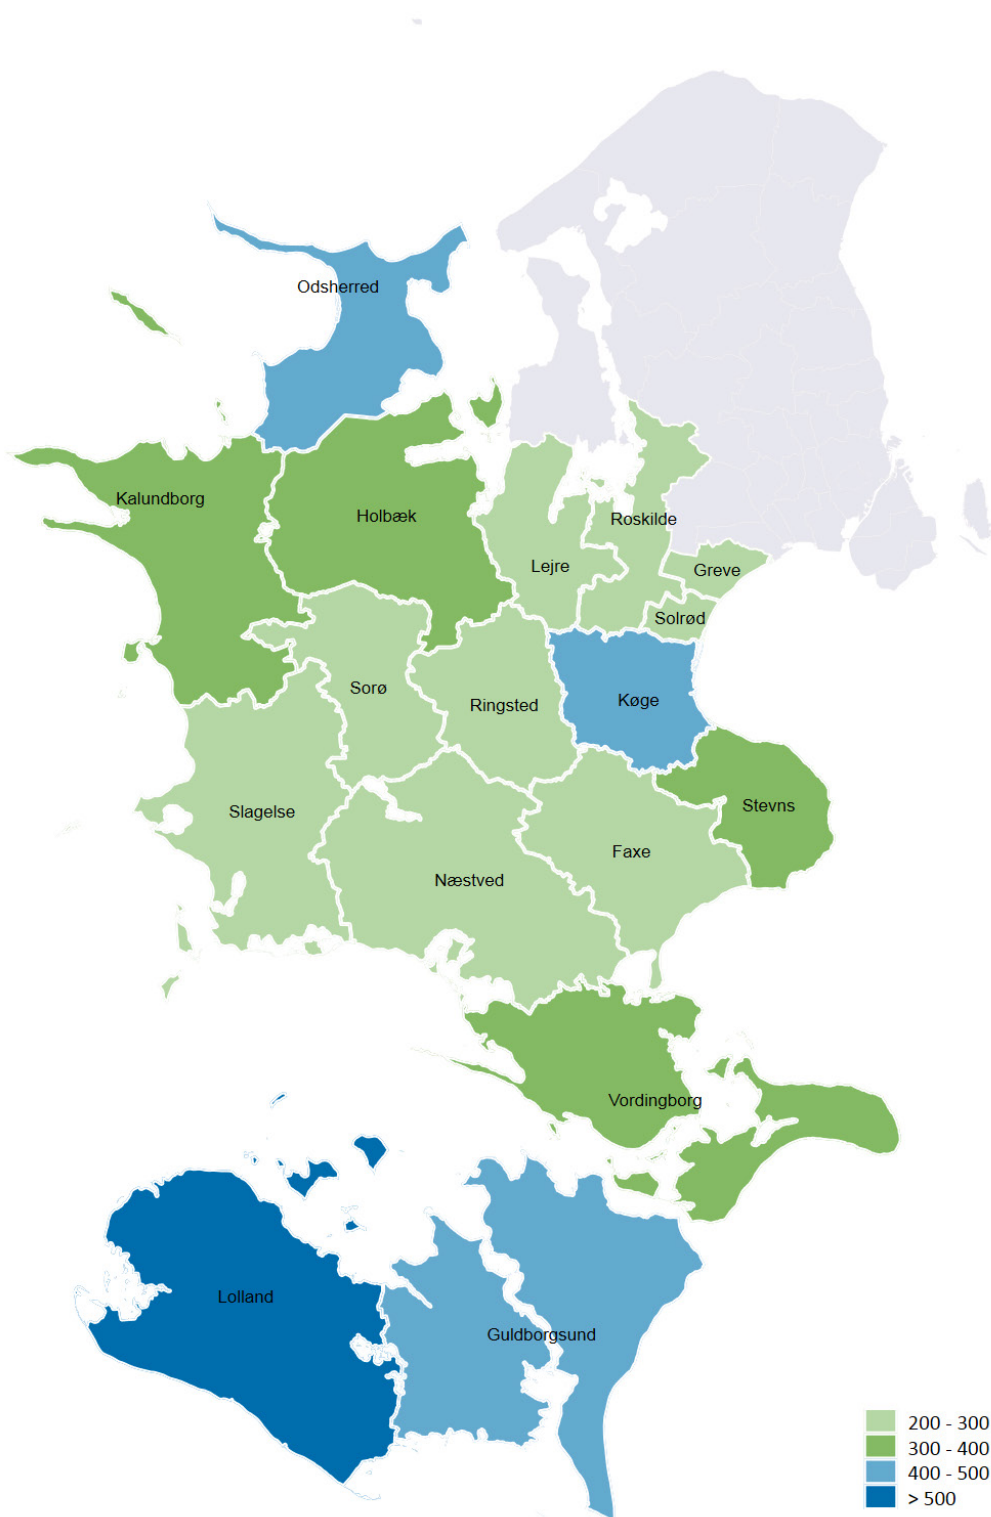 Odsherred
Kalundborg
Holbæk
Roskilde
Lejre
Greve
Solrød
Sorø
Ringsted
Køge
Slagelse
Stevns
Faxe
Næstved
Vordingborg
Lolland
Guldborgsund
200 - 300
300 - 400
400 - 500
> 500